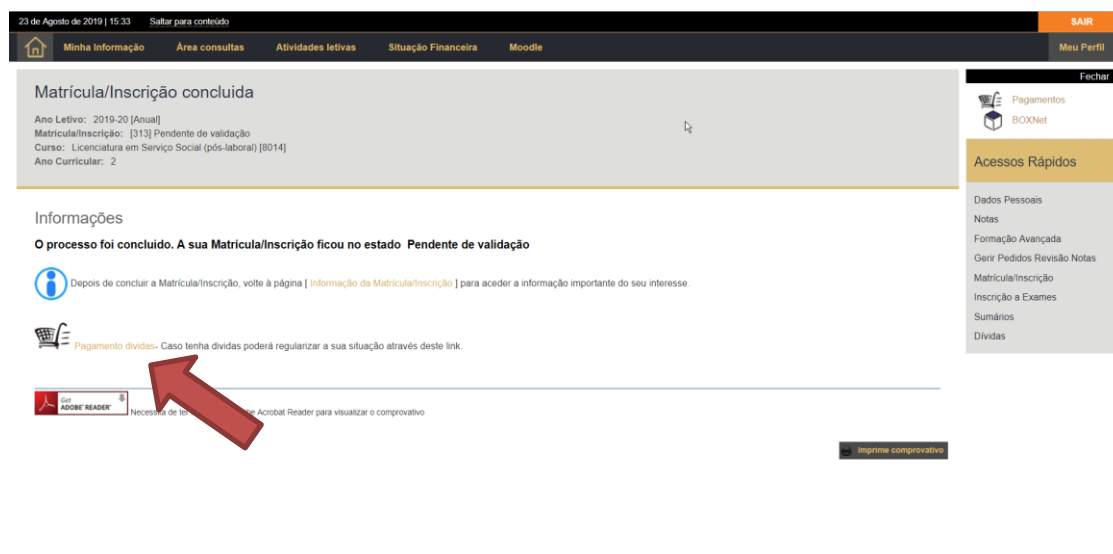 23 de Agosto de 2019 | 15:33 Saltar para conteúdo
SAIR
Minha Informação Área consultas Atividades letivas Situação Financeira Moodle
Meu Perfil
Matrícula/Inscrição concluida
Ano Letivo: 2019-20 [Anual]
Matricula/Inscrição: [313] Pendente de validação
Curso: Licenciatura em Serviço Social (pós-laboral) [8014]
Ano Curricular: 2
Fechar
Pagamentos
BOXNet
Acessos Rápidos
Dados Pessoais
Notas
Formação Avançada
Gerir Pedidos Revisão Notas
Matrícula/Inscrição
Inscrição a Exames
Sumários
Dívidas
Informações
O processo foi concluido. A sua Matricula/Inscrição ficou no estado Pendente de validação
Depois de concluir a Matrícula/Inscrição, volte à página [ Informação da Matrícula/Inscrição ] para aceder a informação importante do seu interesse.
Pagamento dividas- Caso tenha dividas poderá regularizar a sua situação através deste link.
Get
ADOBE® READER®
Necessita de ter Acrobat Reader para visualizar o comprovativo
Imprime comprovativo